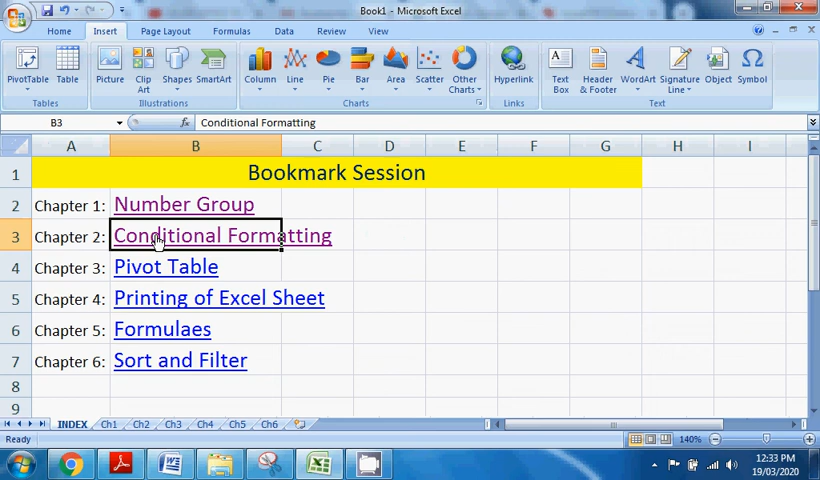 Book1 - Microsoft Excel
Home Insert Page Layout Formulas Data Review View
PivotTable Table Picture Clip Art Shapes SmartArt Column Line Pie Bar Area Scatter Other Charts Hyperlink Text Box Header & Footer WordArt Signature Line Object Symbol
Tables Illustrations Charts Links Text
B3 fx Conditional Formatting
A B C D E F G H I
1 Bookmark Session
2 Chapter 1: Number Group
3 Chapter 2: Conditional Formatting
4 Chapter 3: Pivot Table
5 Chapter 4: Printing of Excel Sheet
6 Chapter 5: Formulaes
7 Chapter 6: Sort and Filter
8
9
INDEX Ch1 Ch2 Ch3 Ch4 Ch5 Ch6
Ready 140%
12:33 PM
19/03/2020